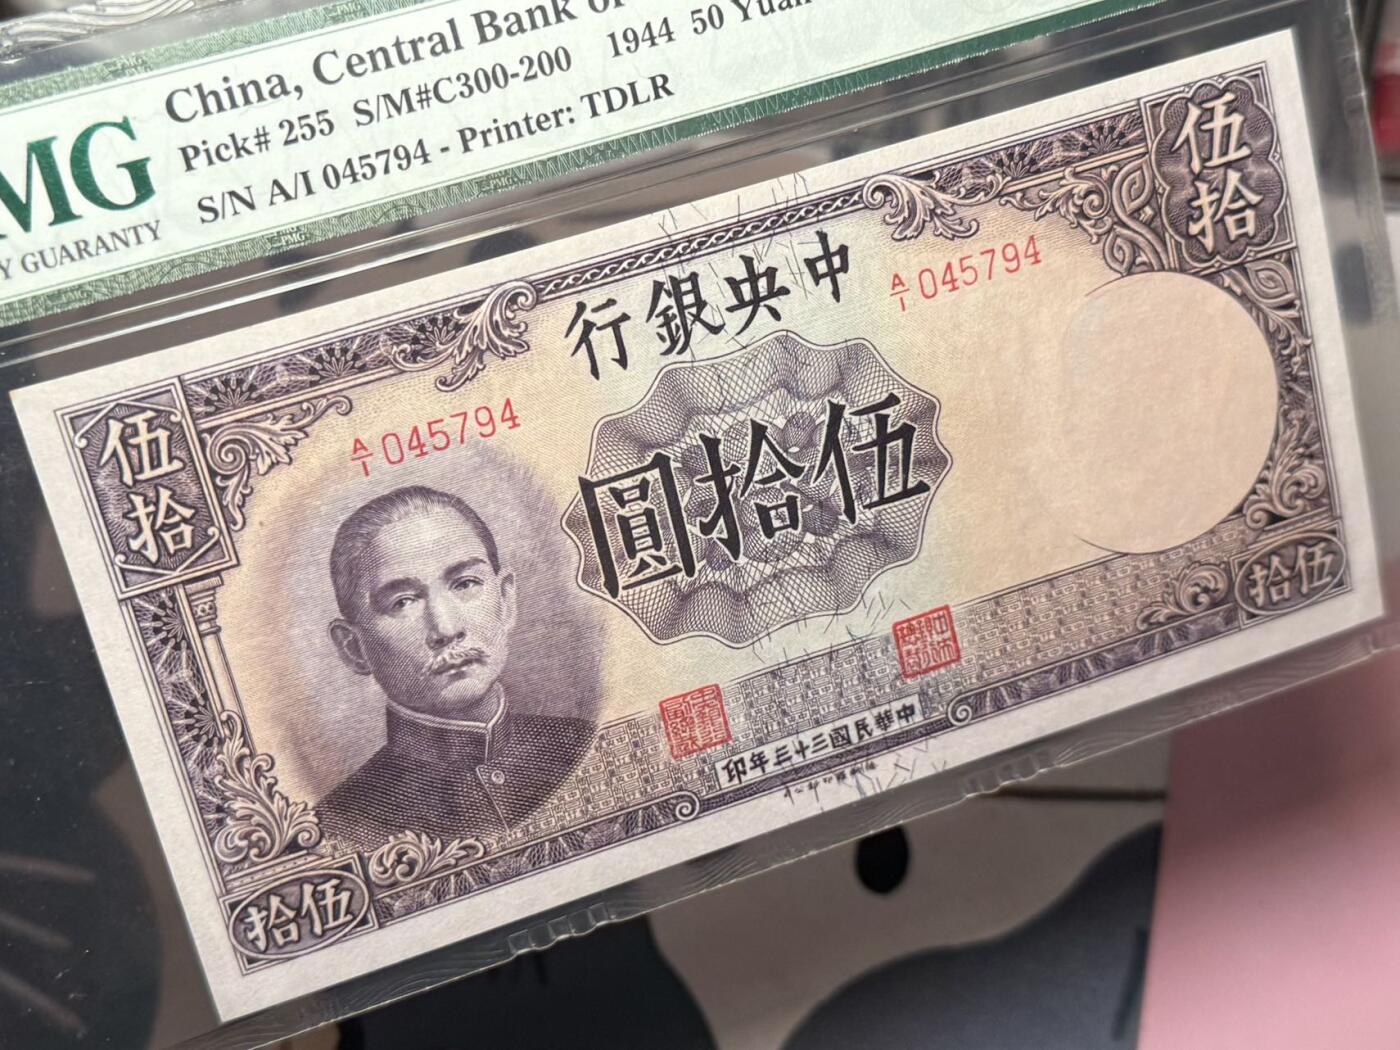 China, Central Bank of
Pick# 255 S/M#C300-200 1944 50 Yuan
S/N A/I 045794 - Printer: TDLR
MG
Y GUARANTY
伍拾
伍拾
中央銀行
A/I 045794
A/I 045794
伍拾圓
中華民國三十三年印
伍拾
伍拾